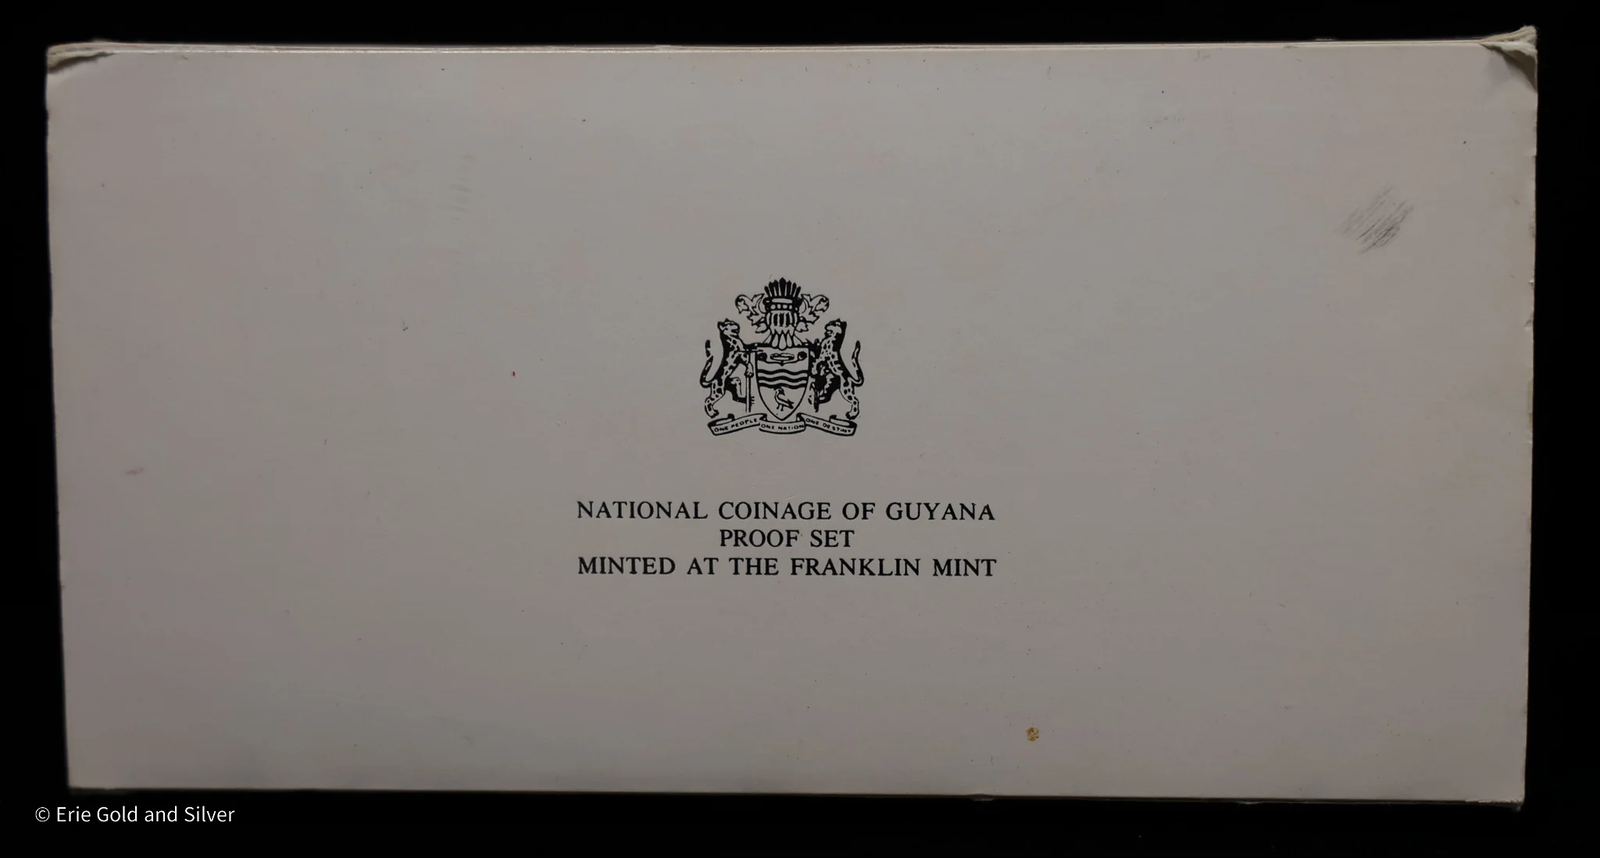 ONE PEOPLE ONE NATION ONE DESTINY
NATIONAL COINAGE OF GUYANA
PROOF SET
MINTED AT THE FRANKLIN MINT
© Erie Gold and Silver